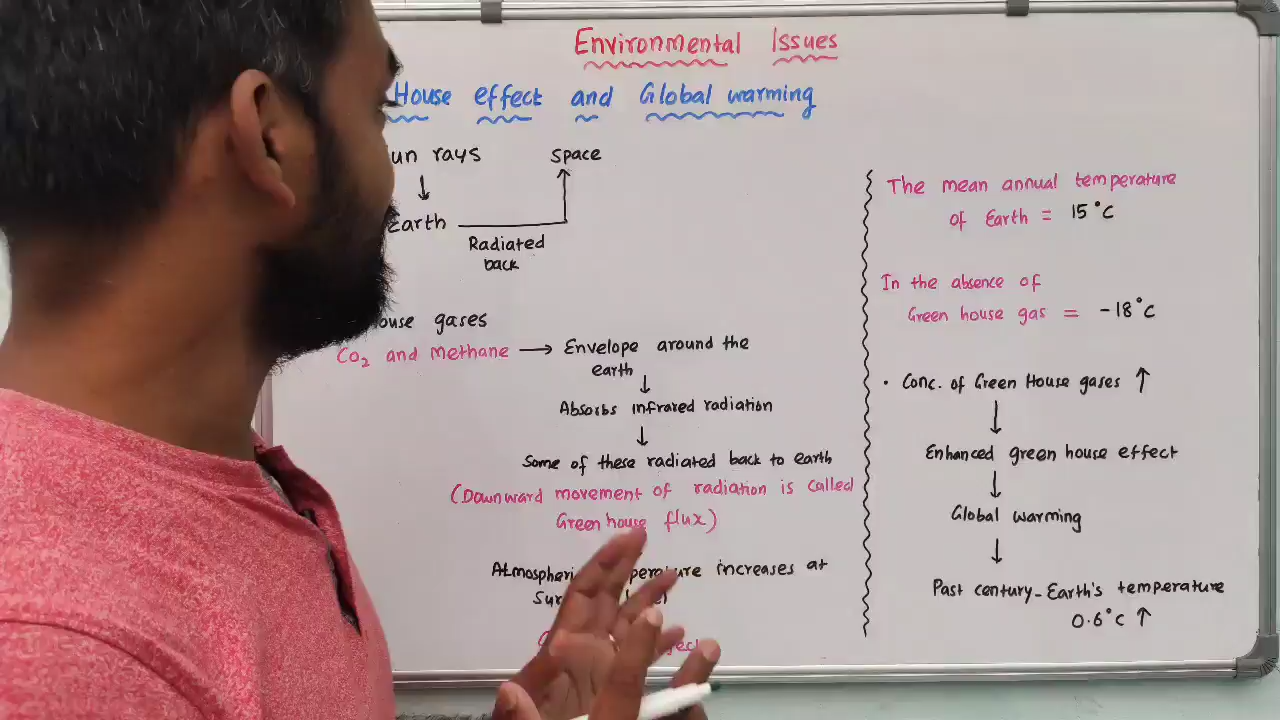 Environmental Issues
House effect and Global warming
un rays
Space
Earth
Radiated
back
ouse gases
Co₂ and Methane → Envelope around the
earth
↓
Absorbs infrared radiation
↓
Some of these radiated back to earth
(Downward movement of radiation is called
Green house flux)
increases at
The mean annual temperature
of Earth = 15°C
In the absence of
Green house gas = -18°C
• Conc. of Green House gases ↑
↓
Enhanced green house effect
↓
Global warming
↓
Past century - Earth's temperature
0.6°C ↑